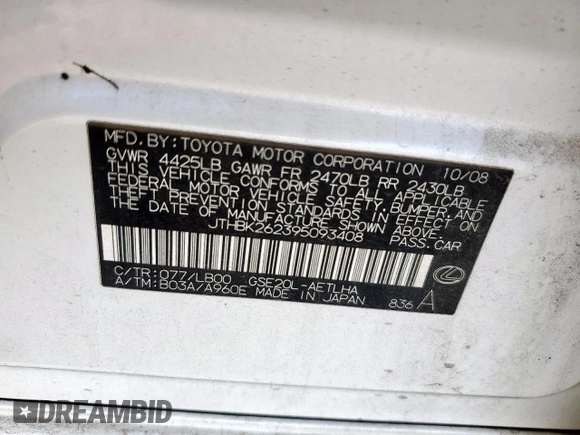 MFD. BY: TOYOTA MOTOR CORPORATION 10/08
GVWR 4425LB GAWR FR 2470LB RR 2430LB
THIS VEHICLE CONFORMS TO ALL APPLICABLE
FEDERAL MOTOR VEHICLE SAFETY, BUMPER, AND
THEFT PREVENTION STANDARDS IN EFFECT ON
THE DATE OF MANUFACTURE SHOWN ABOVE.
JTHBK262395093408 PASS.CAR
C/TR: 077/LB00 GSE20L-AETLHA
A/TM: B03A/A960E MADE IN JAPAN 836 A
DREAMBID